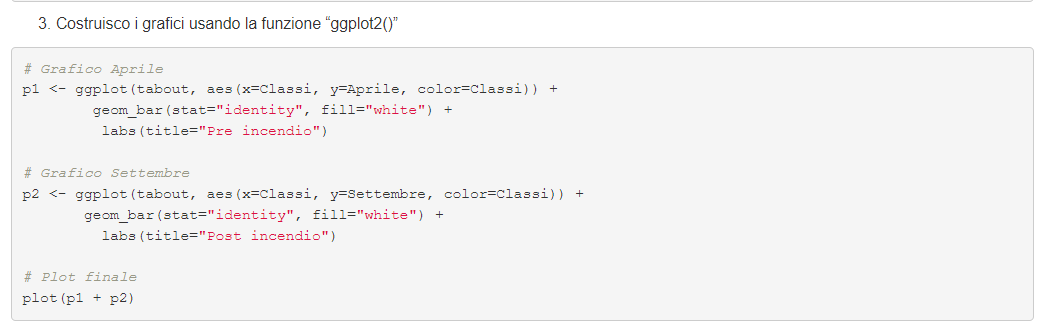 3. Costruisco i grafici usando la funzione “ggplot2()”
# Grafico Aprile
p1 <- ggplot(tabout, aes(x=Classi, y=Aprile, color=Classi)) +
geom_bar(stat="identity", fill="white") +
labs(title="Pre incendio")
# Grafico Settembre
p2 <- ggplot(tabout, aes(x=Classi, y=Settembre, color=Classi)) +
geom_bar(stat="identity", fill="white") +
labs(title="Post incendio")
# Plot finale
plot(p1 + p2)